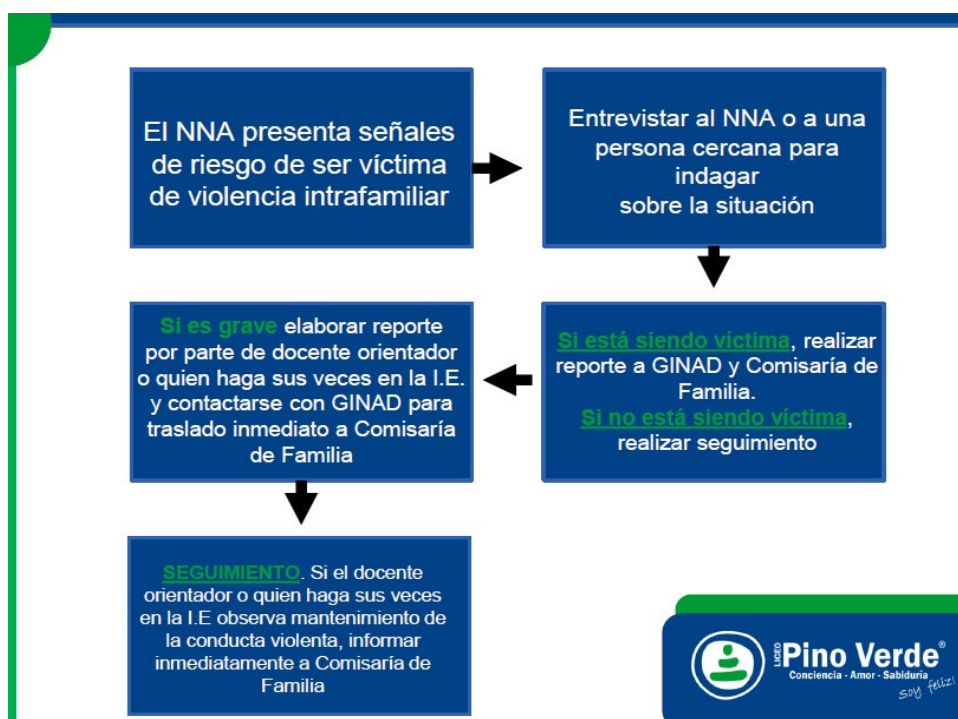 El NNA presenta señales
de riesgo de ser víctima
de violencia intrafamiliar
Entrevistar al NNA o a una
persona cercana para
indagar
sobre la situación
Si está siendo víctima, realizar
reporte a GINAD y Comisaría de
Familia.
Si no está siendo víctima,
realizar seguimiento
Si es grave elaborar reporte
por parte de docente orientador
o quien haga sus veces en la I.E.
y contactarse con GINAD para
traslado inmediato a Comisaría
de Familia
SEGUIMIENTO. Si el docente
orientador o quien haga sus veces
en la I.E observa mantenimiento de
la conducta violenta, informar
inmediatamente a Comisaría de
Familia
LICEO
Pino Verde®
Conciencia - Amor - Sabiduría
soy feliz!